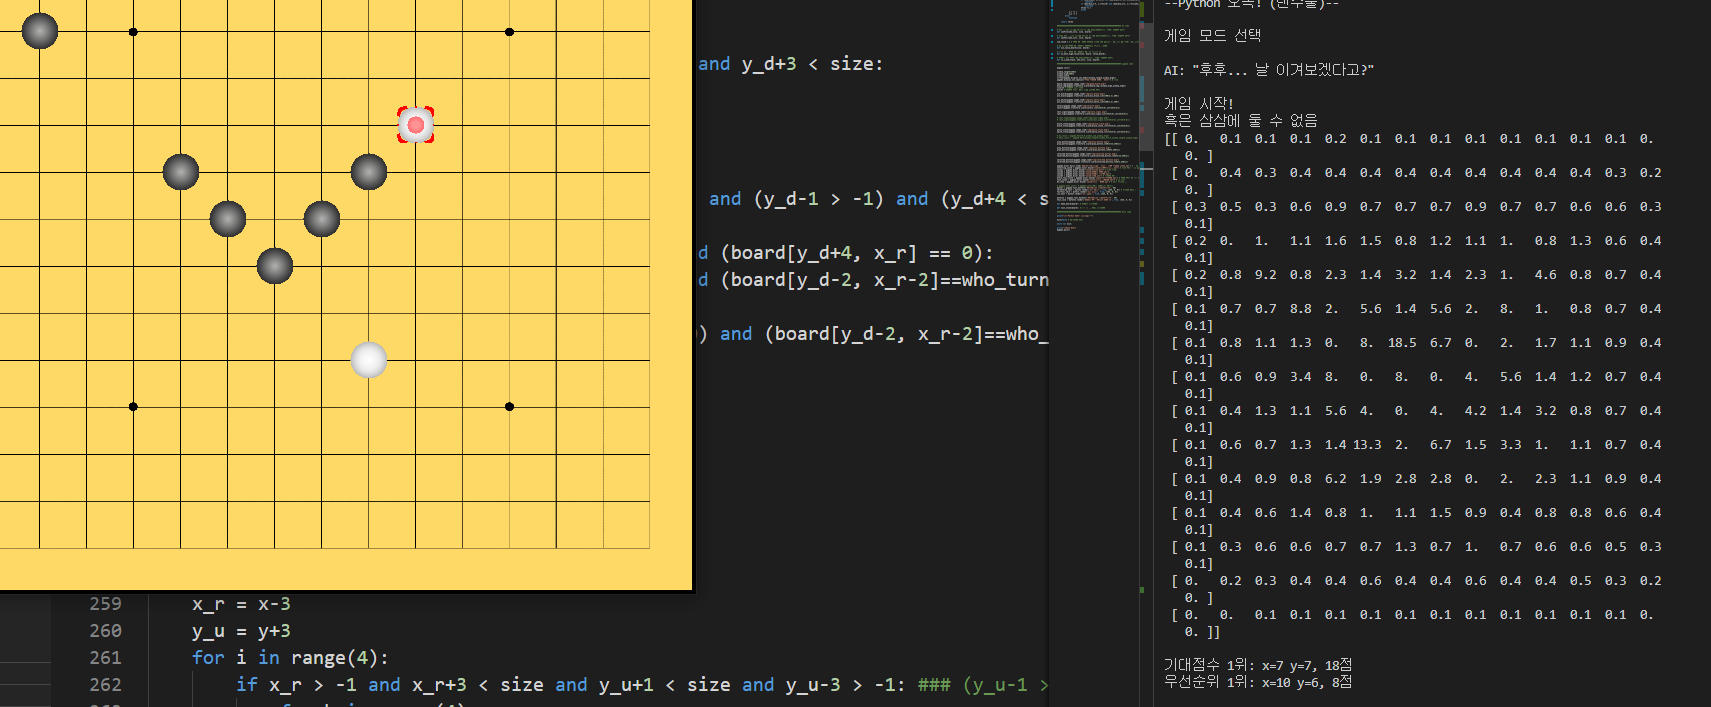 and y_d+3 < size:
and (y_d-1 > -1) and (y_d+4 < s
d (board[y_d+4, x_r] == 0):
d (board[y_d-2, x_r-2]==who_turn
) and (board[y_d-2, x_r-2]==who_
259 x_r = x-3
260 y_u = y+3
261 for i in range(4):
262 if x_r > -1 and x_r+3 < size and y_u+1 < size and y_u-3 > -1: ### (y_u-1 >
--Python 오목! (렌주룰)--
게임 모드 선택
AI: "후후... 날 이겨보겠다고?"
게임 시작!
흑은 삼삼에 둘 수 없음
[[ 0. 0.1 0.1 0.1 0.2 0.1 0.1 0.1 0.1 0.1 0.1 0.1 0.1 0.
0. ]
[ 0. 0.4 0.3 0.4 0.4 0.4 0.4 0.4 0.4 0.4 0.4 0.4 0.3 0.2
0. ]
[ 0.3 0.5 0.3 0.6 0.9 0.7 0.7 0.7 0.9 0.7 0.7 0.6 0.6 0.3
0.1]
[ 0.2 0. 1. 1.1 1.6 1.5 0.8 1.2 1.1 1. 0.8 1.3 0.6 0.4
0.1]
[ 0.2 0.8 9.2 0.8 2.3 1.4 3.2 1.4 2.3 1. 4.6 0.8 0.7 0.4
0.1]
[ 0.1 0.7 0.7 8.8 2. 5.6 1.4 5.6 2. 8. 1. 0.8 0.7 0.4
0.1]
[ 0.1 0.8 1.1 1.3 0. 8. 18.5 6.7 0. 2. 1.7 1.1 0.9 0.4
0.1]
[ 0.1 0.6 0.9 3.4 8. 0. 8. 0. 4. 5.6 1.4 1.2 0.7 0.4
0.1]
[ 0.1 0.4 1.3 1.1 5.6 4. 0. 4. 4.2 1.4 3.2 0.8 0.7 0.4
0.1]
[ 0.1 0.6 0.7 1.3 1.4 13.3 2. 6.7 1.5 3.3 1. 1.1 0.7 0.4
0.1]
[ 0.1 0.4 0.9 0.8 6.2 1.9 2.8 2.8 0. 2. 2.3 1.1 0.9 0.4
0.1]
[ 0.1 0.4 0.6 1.4 0.8 1. 1.1 1.5 0.9 0.4 0.8 0.8 0.6 0.4
0.1]
[ 0.1 0.3 0.6 0.6 0.7 0.7 1.3 0.7 1. 0.7 0.6 0.6 0.5 0.3
0.1]
[ 0. 0.2 0.3 0.4 0.4 0.6 0.4 0.4 0.6 0.4 0.4 0.5 0.3 0.2
0. ]
[ 0. 0. 0.1 0.1 0.1 0.1 0.1 0.1 0.1 0.1 0.1 0.1 0.1 0.
0. ]]
기대점수 1위: x=7 y=7, 18점
우선순위 1위: x=10 y=6, 8점